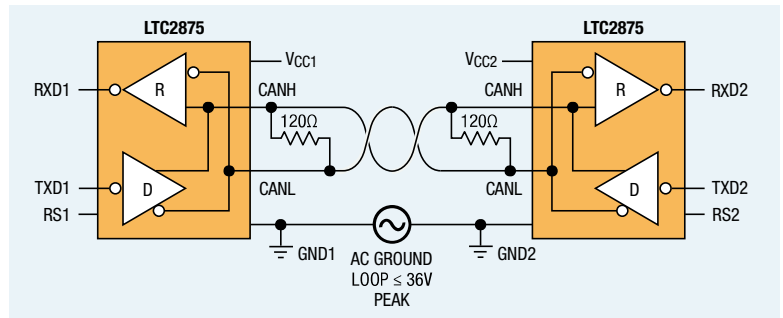 LTC2875
LTC2875
VCC1
VCC2
RXD1
R
CANH
CANH
R
RXD2
120Ω
120Ω
TXD1
D
CANL
CANL
D
TXD2
RS1
RS2
GND1
GND2
AC GROUND
LOOP ≤ 36V
PEAK